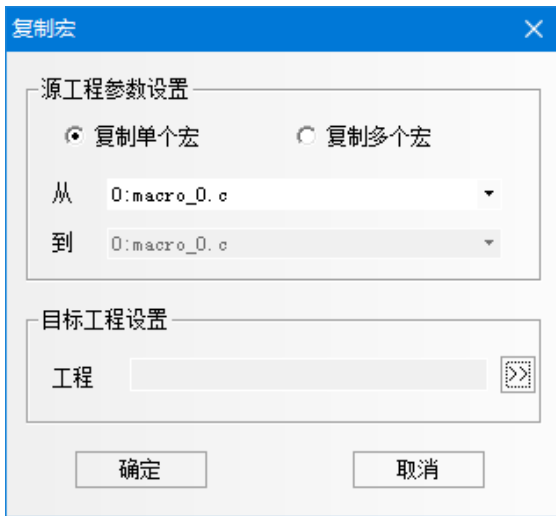 复制宏
源工程参数设置
复制单个宏 复制多个宏
从 0:macro_0.c
到 0:macro_0.c
目标工程设置
工程 >>
确定 取消